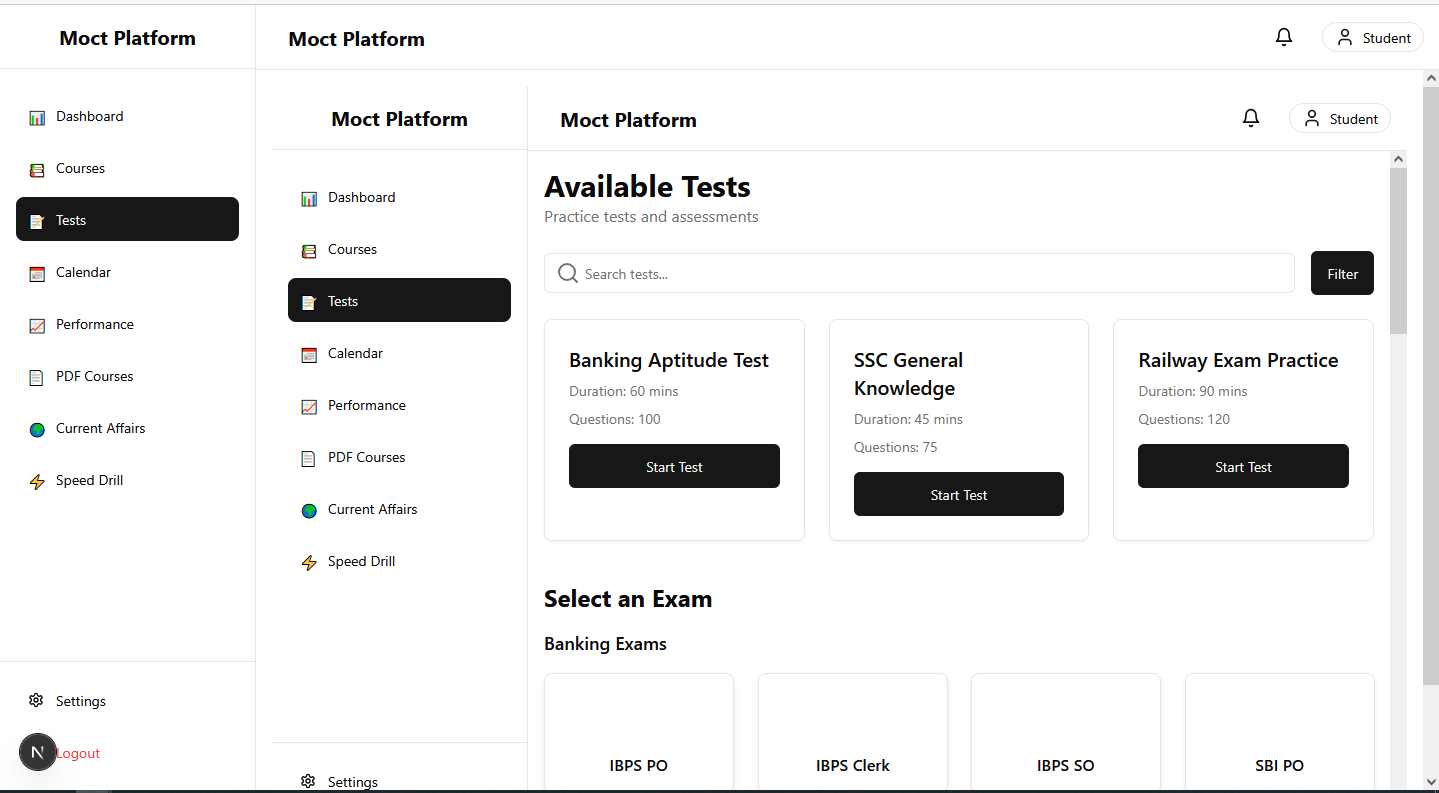 Moct Platform
Dashboard
Courses
Tests
Calendar
Performance
PDF Courses
Current Affairs
Speed Drill
Settings
N
Logout
Moct Platform
Student
Moct Platform
Dashboard
Courses
Tests
Calendar
Performance
PDF Courses
Current Affairs
Speed Drill
Settings
Moct Platform
Student
Available Tests
Practice tests and assessments
Search tests...
Filter
Banking Aptitude Test
Duration: 60 mins
Questions: 100
Start Test
SSC General
Knowledge
Duration: 45 mins
Questions: 75
Start Test
Railway Exam Practice
Duration: 90 mins
Questions: 120
Start Test
Select an Exam
Banking Exams
IBPS PO
IBPS Clerk
IBPS SO
SBI PO